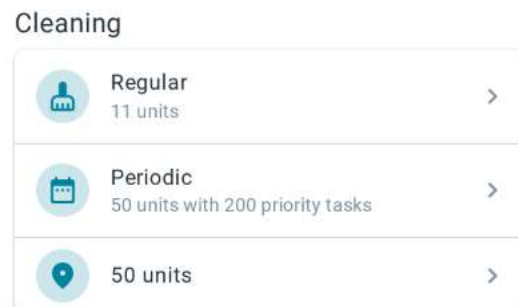 Cleaning
Regular
11 units
Periodic
50 units with 200 priority tasks
50 units